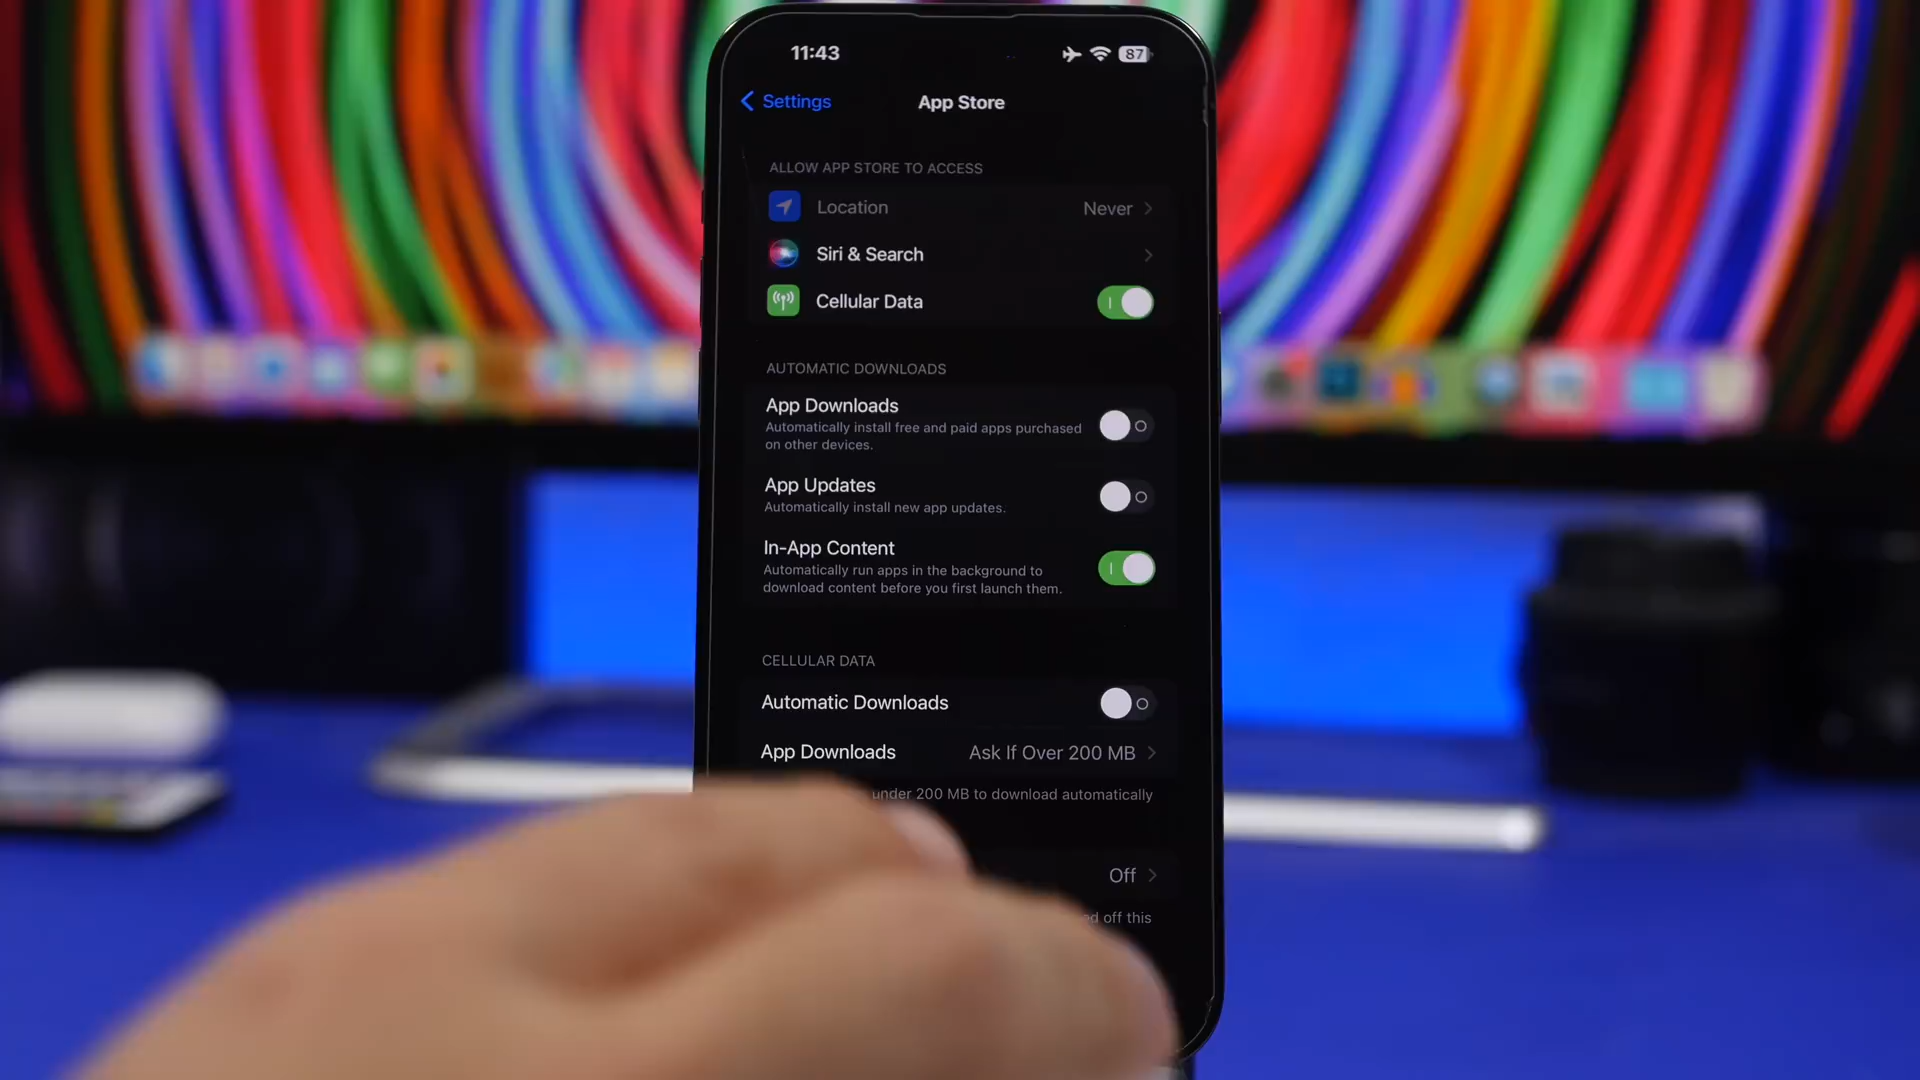 11:43
87
Settings
App Store
ALLOW APP STORE TO ACCESS
Location Never
Siri & Search
Cellular Data
AUTOMATIC DOWNLOADS
App Downloads
Automatically install free and paid apps purchased
on other devices.
App Updates
Automatically install new app updates.
In-App Content
Automatically run apps in the background to
download content before you first launch them.
CELLULAR DATA
Automatic Downloads
App Downloads Ask If Over 200 MB
under 200 MB to download automatically
Off
off this